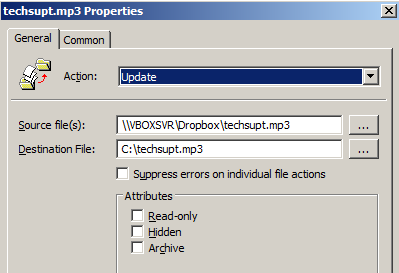 techsupt.mp3 Properties
General Common
Action: Update
Source file(s): \\VBOXSVR\Dropbox\techsupt.mp3 ...
Destination File: C:\techsupt.mp3 ...
Suppress errors on individual file actions
Attributes
Read-only
Hidden
Archive